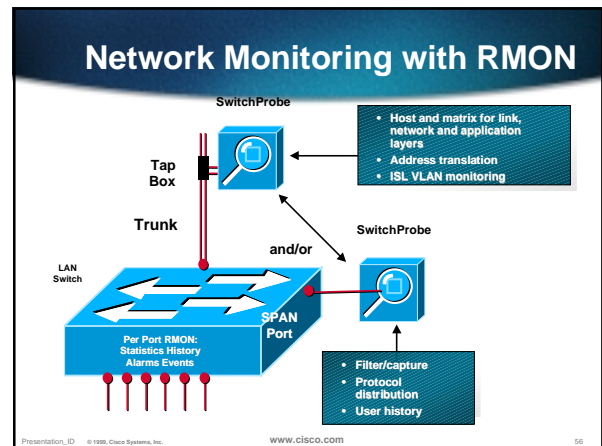 Network Monitoring with RMON
SwitchProbe
• Host and matrix for link,
network and application
layers
• Address translation
• ISL VLAN monitoring
Tap
Box
Trunk
and/or
SwitchProbe
LAN
Switch
SPAN
Port
Per Port RMON:
Statistics History
Alarms Events
• Filter/capture
• Protocol
distribution
• User history
Presentation_ID © 1999, Cisco Systems, Inc. www.cisco.com 56